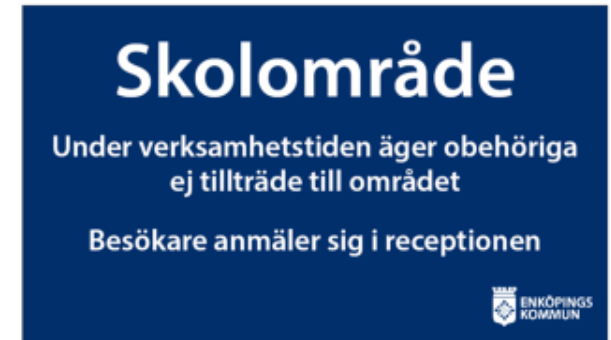 Skolområde
Under verksamhetstiden äger obehöriga
ej tillträde till området
Besökare anmäler sig i receptionen
ENKÖPINGS
KOMMUN